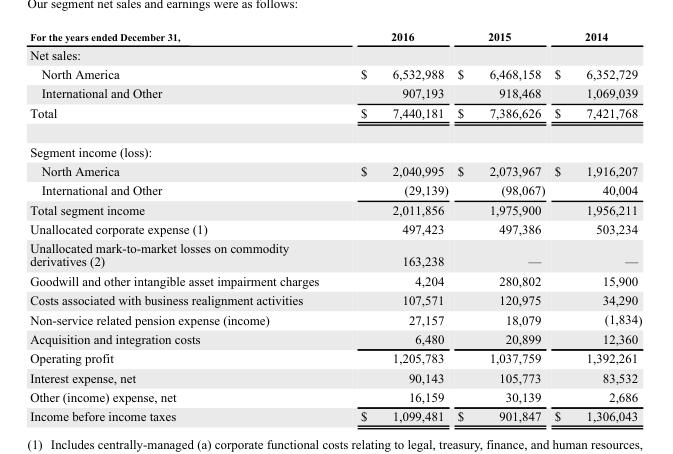 Our segment net sales and earnings were as follows:
For the years ended December 31, 2016 2015 2014
Net sales:
North America $ 6,532,988 $ 6,468,158 $ 6,352,729
International and Other 907,193 918,468 1,069,039
Total $ 7,440,181 $ 7,386,626 $ 7,421,768
Segment income (loss):
North America $ 2,040,995 $ 2,073,967 $ 1,916,207
International and Other (29,139) (98,067) 40,004
Total segment income 2,011,856 1,975,900 1,956,211
Unallocated corporate expense (1) 497,423 497,386 503,234
Unallocated mark-to-market losses on commodity
derivatives (2) 163,238 — —
Goodwill and other intangible asset impairment charges 4,204 280,802 15,900
Costs associated with business realignment activities 107,571 120,975 34,290
Non-service related pension expense (income) 27,157 18,079 (1,834)
Acquisition and integration costs 6,480 20,899 12,360
Operating profit 1,205,783 1,037,759 1,392,261
Interest expense, net 90,143 105,773 83,532
Other (income) expense, net 16,159 30,139 2,686
Income before income taxes $ 1,099,481 $ 901,847 $ 1,306,043
(1) Includes centrally-managed (a) corporate functional costs relating to legal, treasury, finance, and human resources,